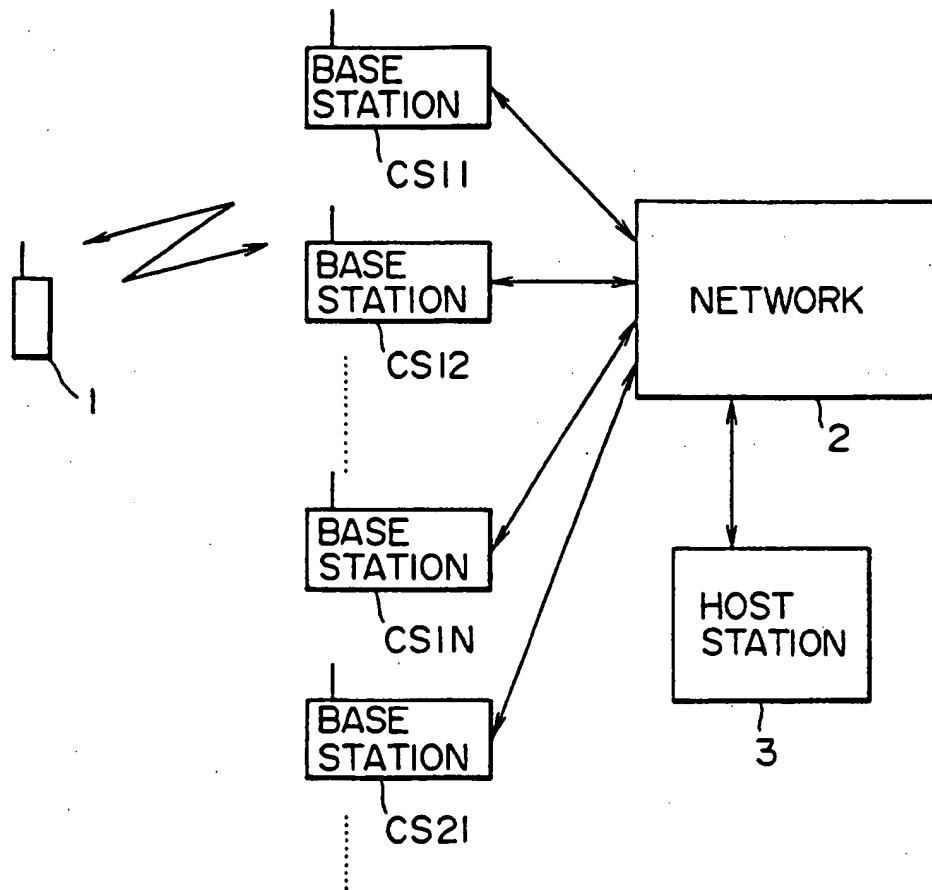 BASE
STATION
CS11
BASE
STATION
CS12
1
NETWORK
2
BASE
STATION
CS1N
HOST
STATION
3
BASE
STATION
CS21